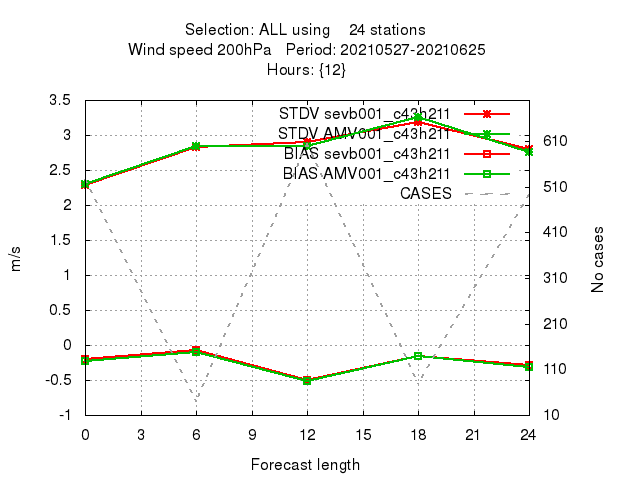 Selection: ALL using 24 stations
Wind speed 200hPa Period: 20210527-20210625
Hours: {12}
STDV sevb001_c43h211
STDV AMV001_c43h211
BIAS sevb001_c43h211
BIAS AMV001_c43h211
CASES
3.5
3
2.5
2
1.5
1
0.5
0
-0.5
-1
m/s
610
510
410
310
210
110
10
No cases
0 3 6 9 12 15 18 21 24
Forecast length